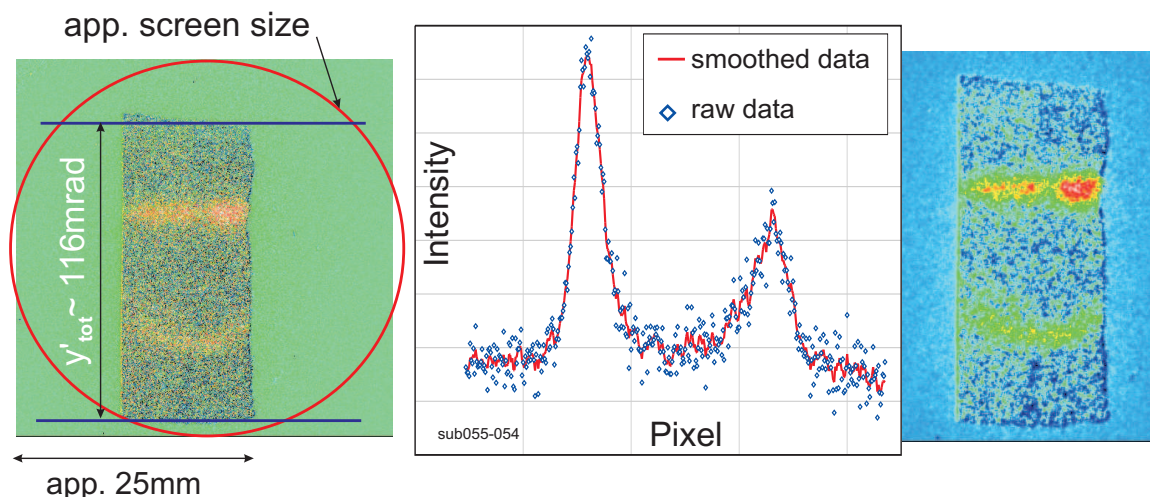 app. screen size
y'tot ~ 116mrad
app. 25mm
Intensity
smoothed data
raw data
sub055-054
Pixel